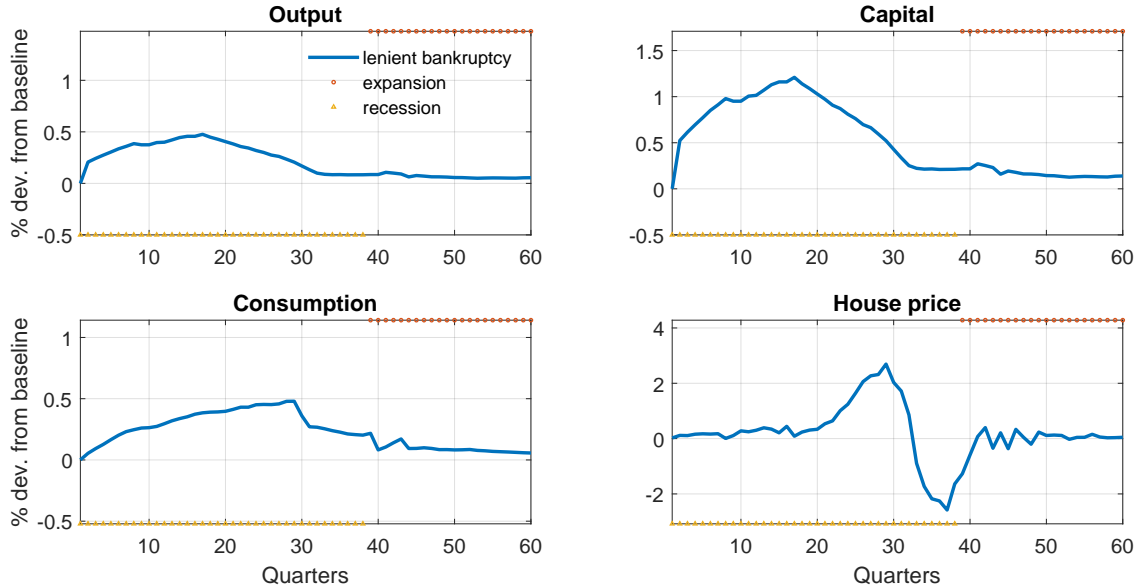 Output
% dev. from baseline
1
0.5
0
-0.5
10 20 30 40 50 60
lenient bankruptcy
expansion
recession
Capital
1.5
1
0.5
0
-0.5
10 20 30 40 50 60
Consumption
% dev. from baseline
1
0.5
0
-0.5
10 20 30 40 50 60
Quarters
House price
4
2
0
-2
10 20 30 40 50 60
Quarters